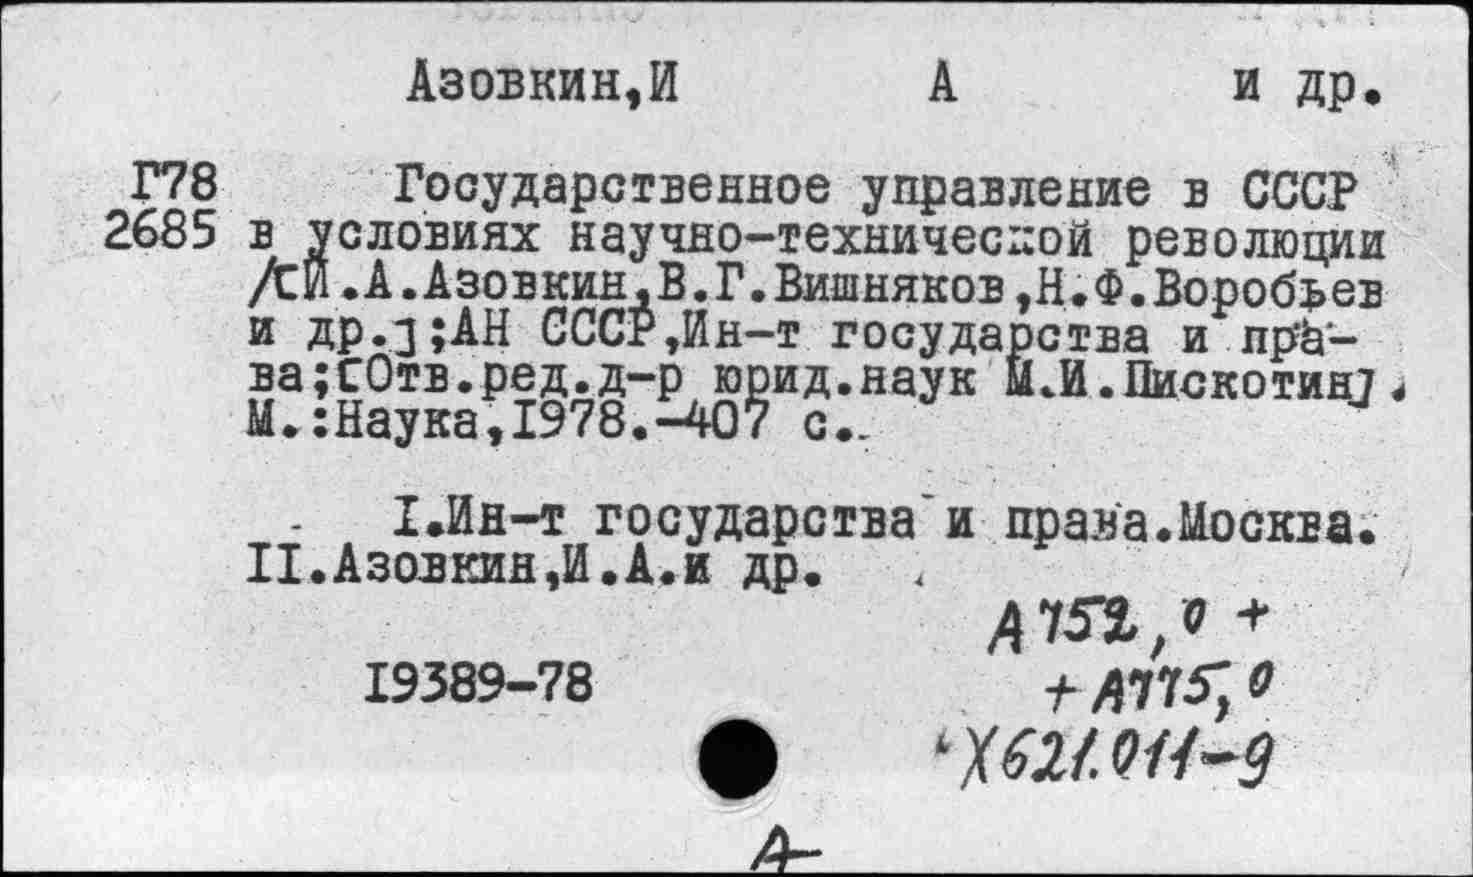 Азовкин,И А и др.
Г78 Государственное управление в СССР
2685 в условиях научно-технической революции
/[И.А.Азовкин,В.Г.Вишняков,Н.Ф.Воробьев
и др.];АН СССР,Ин-т государства и пра-
ва;[Отв.ред.д-р юрид.наук М.И.Пискотин].
М.:Наука,1978.-407 с..
I.Ин-т государства и права.Москва.
II.Азовкин,И.А.и др.
А752,0 +
19389-78 + А775,0
Х621.011-9
А